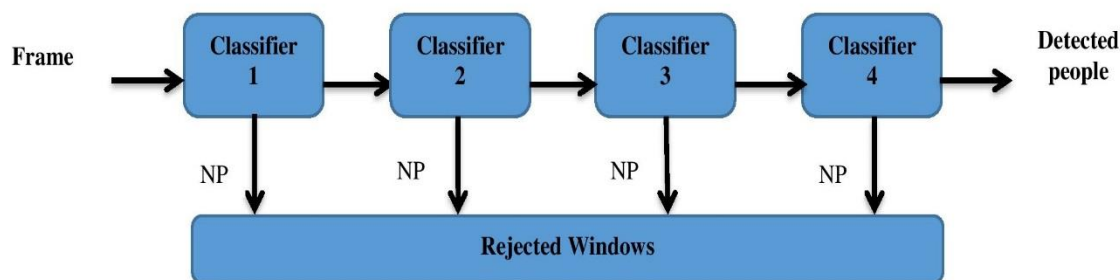 Frame
Classifier
1
Classifier
2
Classifier
3
Classifier
4
Detected
people
NP
NP
NP
NP
Rejected Windows